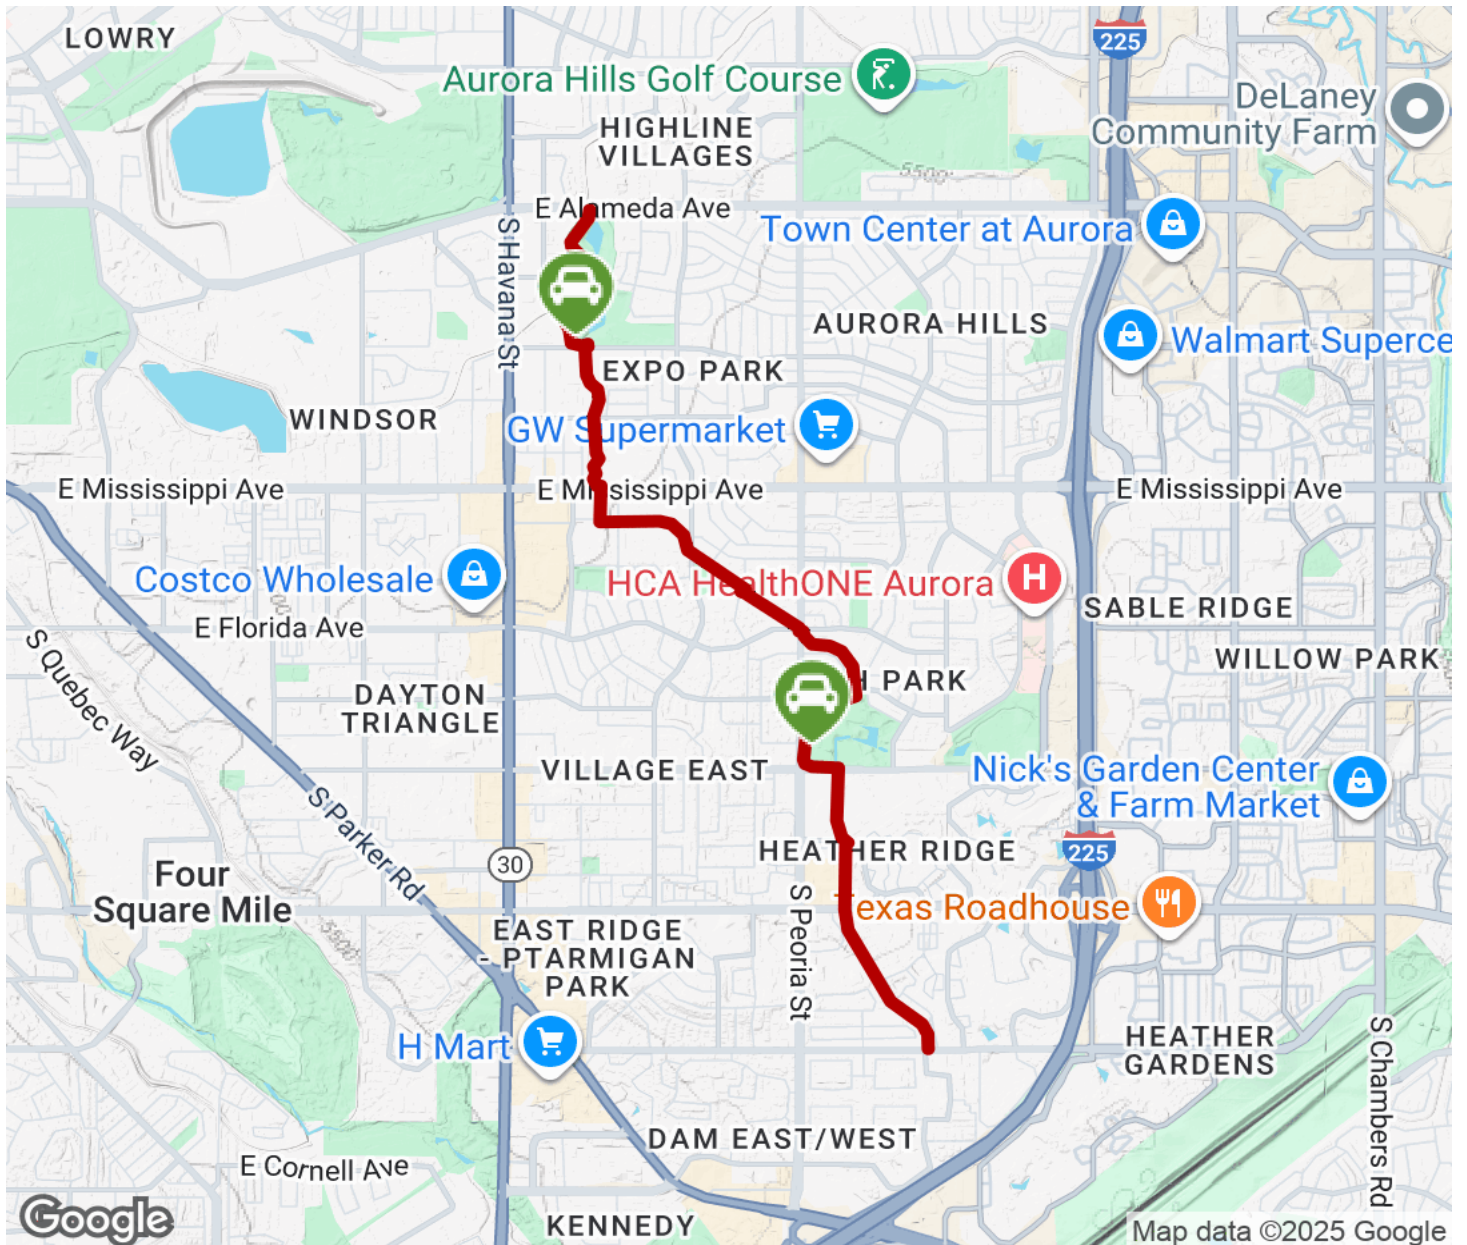 LOWRY
225
Aurora Hills Golf Course
DeLaney
Community Farm
HIGHLINE
VILLAGES
5500
E Alameda Ave
Town Center at Aurora
S Havana St
AURORA HILLS
Walmart Superce
EXPO PARK
WINDSOR
GW Supermarket
E Mississippi Ave
E Mississippi Ave
E Mississippi Ave
Costco Wholesale
HCA HealthONE Aurora
H
SABLE RIDGE
E Florida Ave
S Quebec Way
WILLOW PARK
H PARK
DAYTON
TRIANGLE
VILLAGE EAST
Nick's Garden Center
& Farm Market
S Parker Rd
HEATHER RIDGE
225
30
Four
Square Mile
S Peoria St
Texas Roadhouse
5500
EAST RIDGE
- PTARMIGAN
PARK
H Mart
HEATHER
GARDENS
S Chambers Rd
DAM EAST/WEST
E Cornell Ave
KENNEDY
Google
Map data ©2025 Google